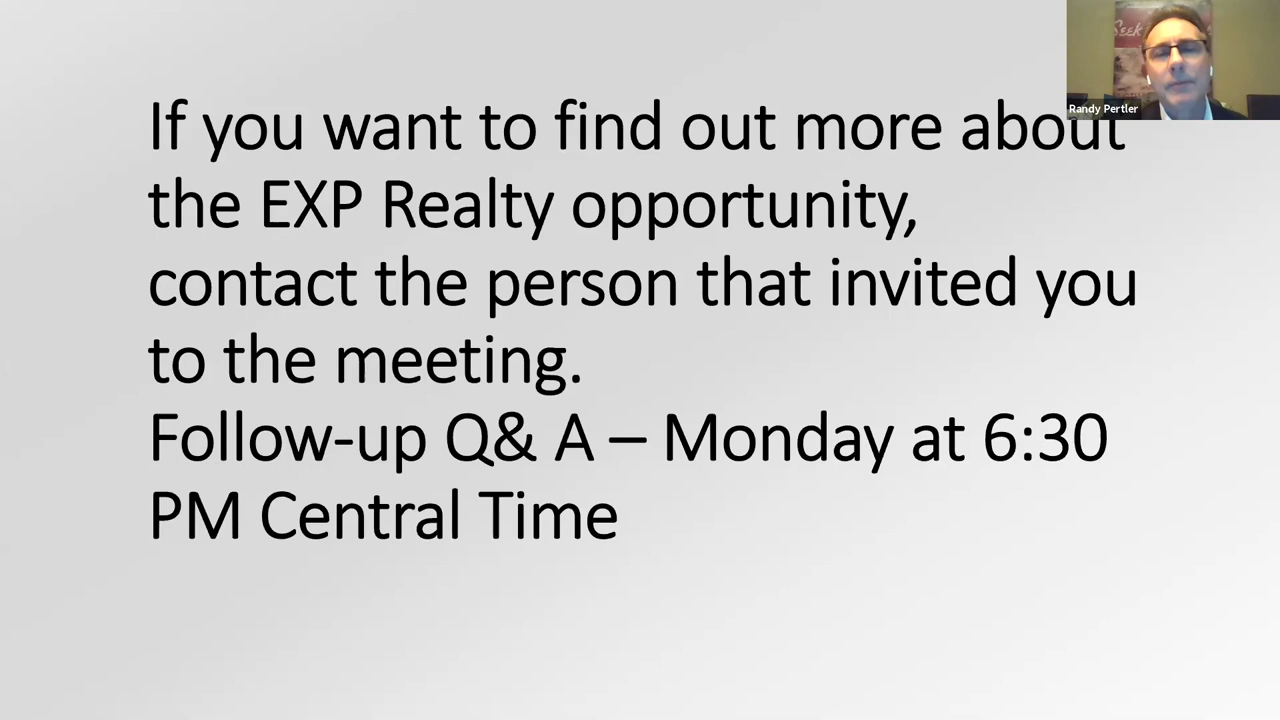 Seek
Randy Pertler
If you want to find out more about
the EXP Realty opportunity,
contact the person that invited you
to the meeting.
Follow-up Q& A – Monday at 6:30
PM Central Time